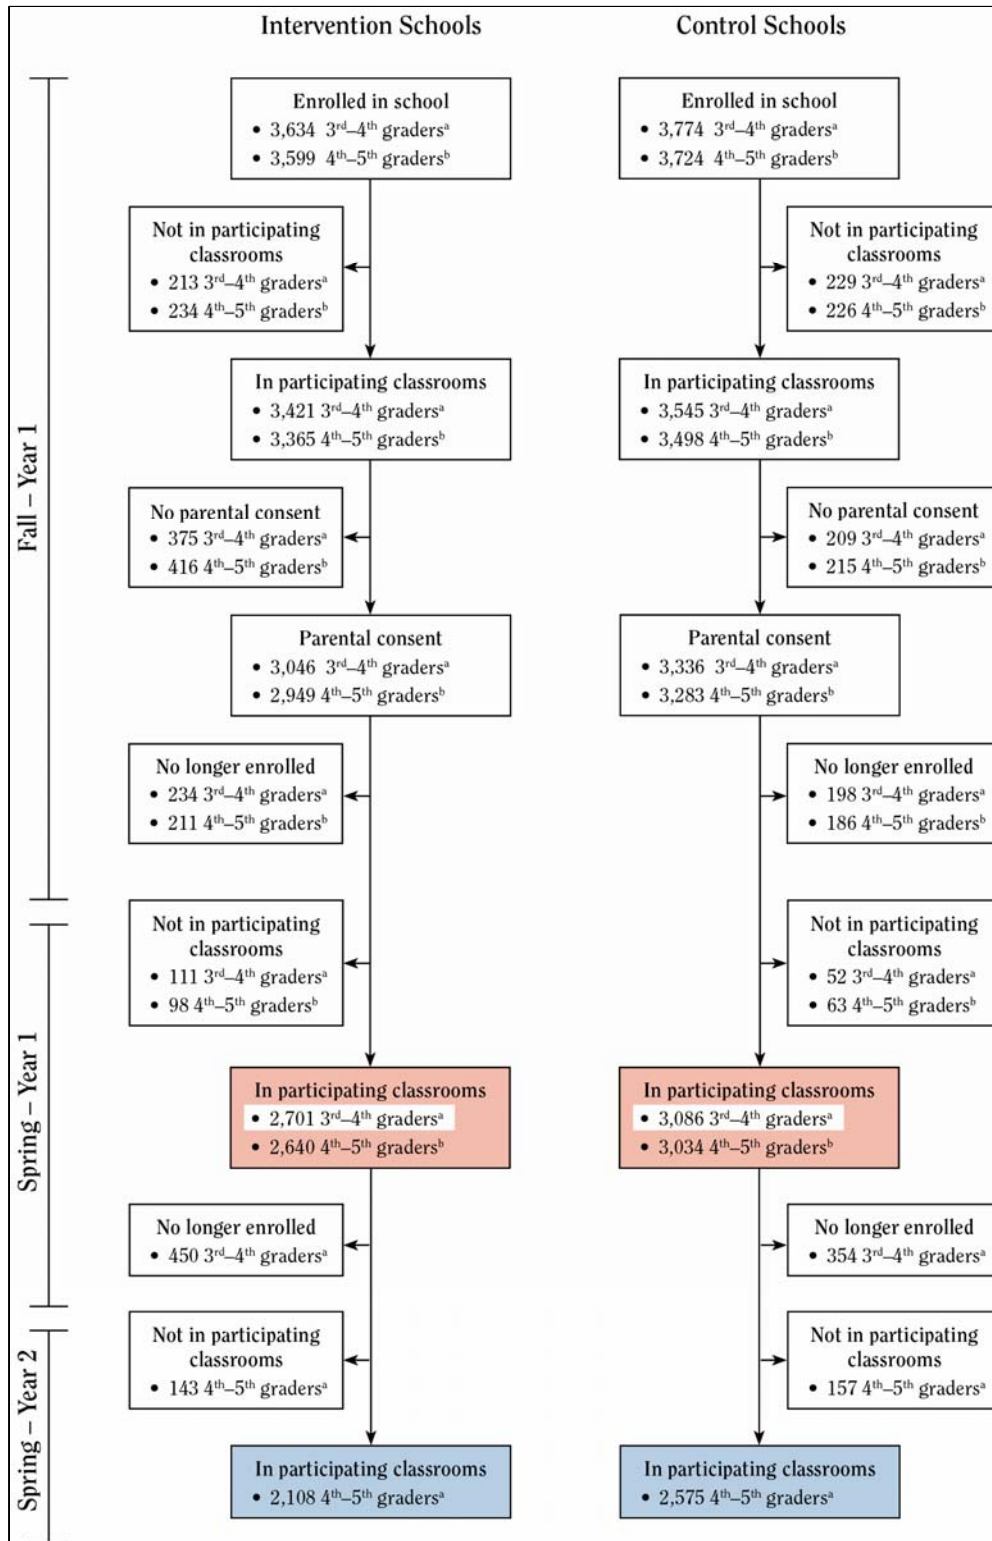 Intervention Schools
Control Schools
Fall – Year 1
Enrolled in school
• 3,634 3rd–4th gradersa
• 3,599 4th–5th gradersb
Enrolled in school
• 3,774 3rd–4th gradersa
• 3,724 4th–5th gradersb
Not in participating
classrooms
• 213 3rd–4th gradersa
• 234 4th–5th gradersb
Not in participating
classrooms
• 229 3rd–4th gradersa
• 226 4th–5th gradersb
In participating classrooms
• 3,421 3rd–4th gradersa
• 3,365 4th–5th gradersb
In participating classrooms
• 3,545 3rd–4th gradersa
• 3,498 4th–5th gradersb
No parental consent
• 375 3rd–4th gradersa
• 416 4th–5th gradersb
No parental consent
• 209 3rd–4th gradersa
• 215 4th–5th gradersb
Parental consent
• 3,046 3rd–4th gradersa
• 2,949 4th–5th gradersb
Parental consent
• 3,336 3rd–4th gradersa
• 3,283 4th–5th gradersb
No longer enrolled
• 234 3rd–4th gradersa
• 211 4th–5th gradersb
No longer enrolled
• 198 3rd–4th gradersa
• 186 4th–5th gradersb
Spring – Year 1
Not in participating
classrooms
• 111 3rd–4th gradersa
• 98 4th–5th gradersb
Not in participating
classrooms
• 52 3rd–4th gradersa
• 63 4th–5th gradersb
In participating classrooms
• 2,701 3rd–4th gradersa
• 2,640 4th–5th gradersb
In participating classrooms
• 3,086 3rd–4th gradersa
• 3,034 4th–5th gradersb
No longer enrolled
• 450 3rd–4th gradersa
No longer enrolled
• 354 3rd–4th gradersa
Spring – Year 2
Not in participating
classrooms
• 143 4th–5th gradersa
Not in participating
classrooms
• 157 4th–5th gradersa
In participating classrooms
• 2,108 4th–5th gradersa
In participating classrooms
• 2,575 4th–5th gradersa